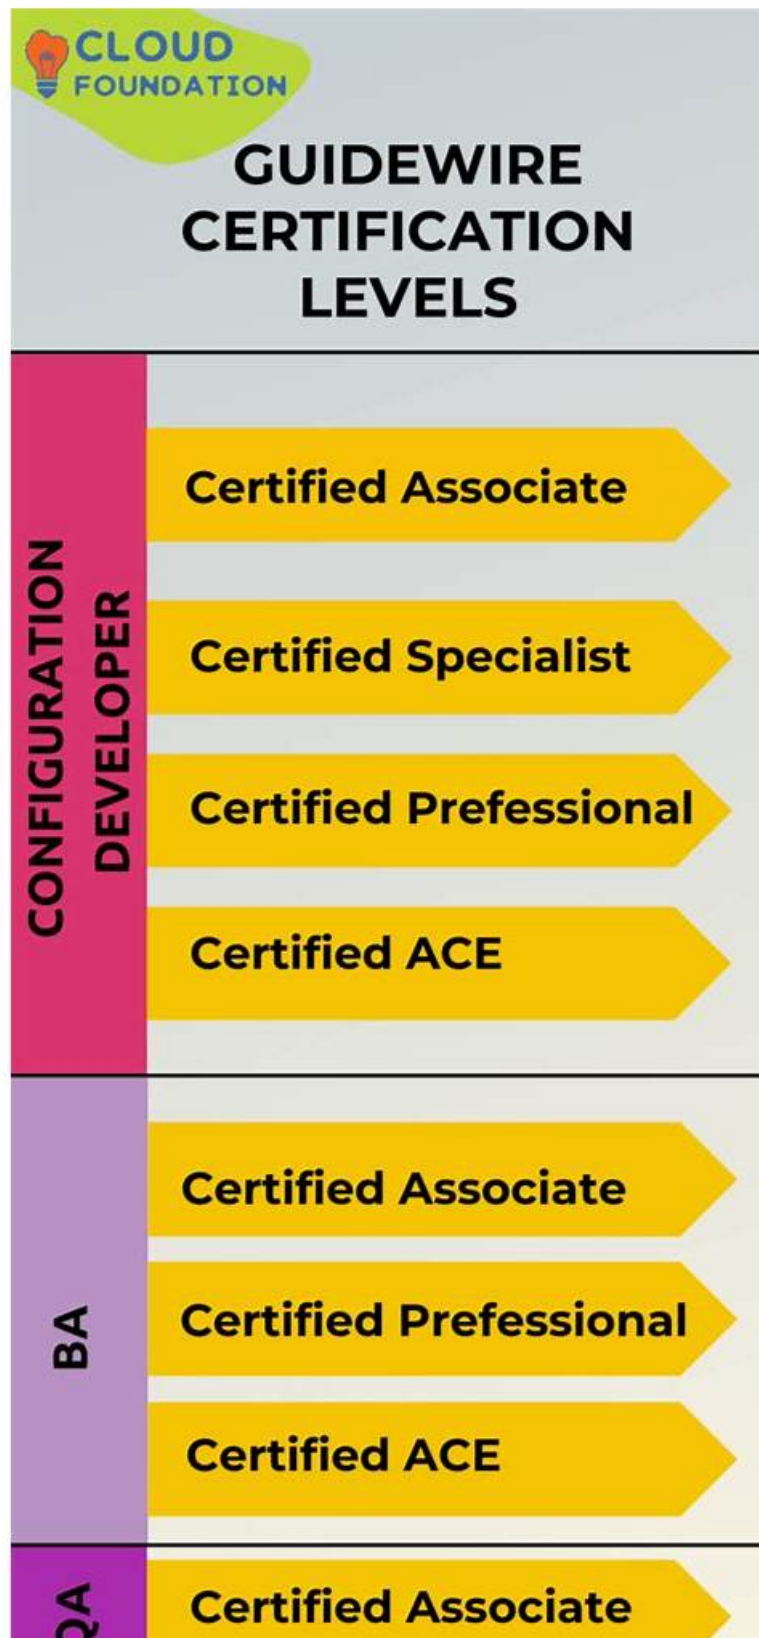 CLOUD
FOUNDATION
GUIDEWIRE
CERTIFICATION
LEVELS
CONFIGURATION
DEVELOPER
Certified Associate
Certified Specialist
Certified Prefessional
Certified ACE
BA
Certified Associate
Certified Prefessional
Certified ACE
QA
Certified Associate